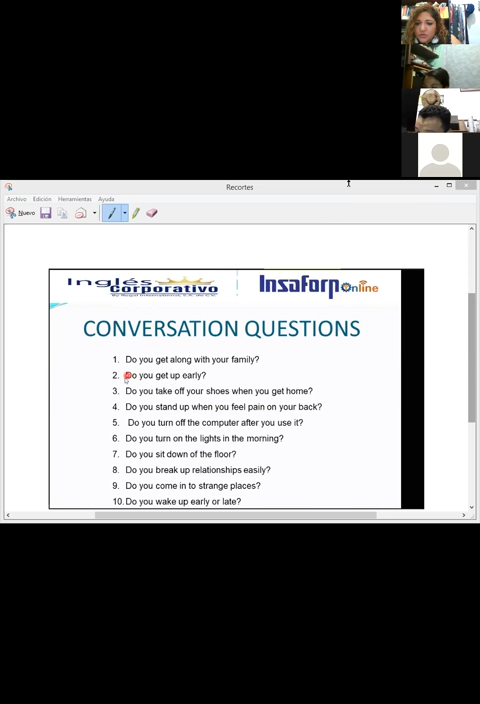 Recortes
Archivo Edición Herramientas Ayuda
Nuevo
Inglés
Corporativo
Insaforp Online
CONVERSATION QUESTIONS
1. Do you get along with your family?
2. Do you get up early?
3. Do you take off your shoes when you get home?
4. Do you stand up when you feel pain on your back?
5. Do you turn off the computer after you use it?
6. Do you turn on the lights in the morning?
7. Do you sit down of the floor?
8. Do you break up relationships easily?
9. Do you come in to strange places?
10. Do you wake up early or late?